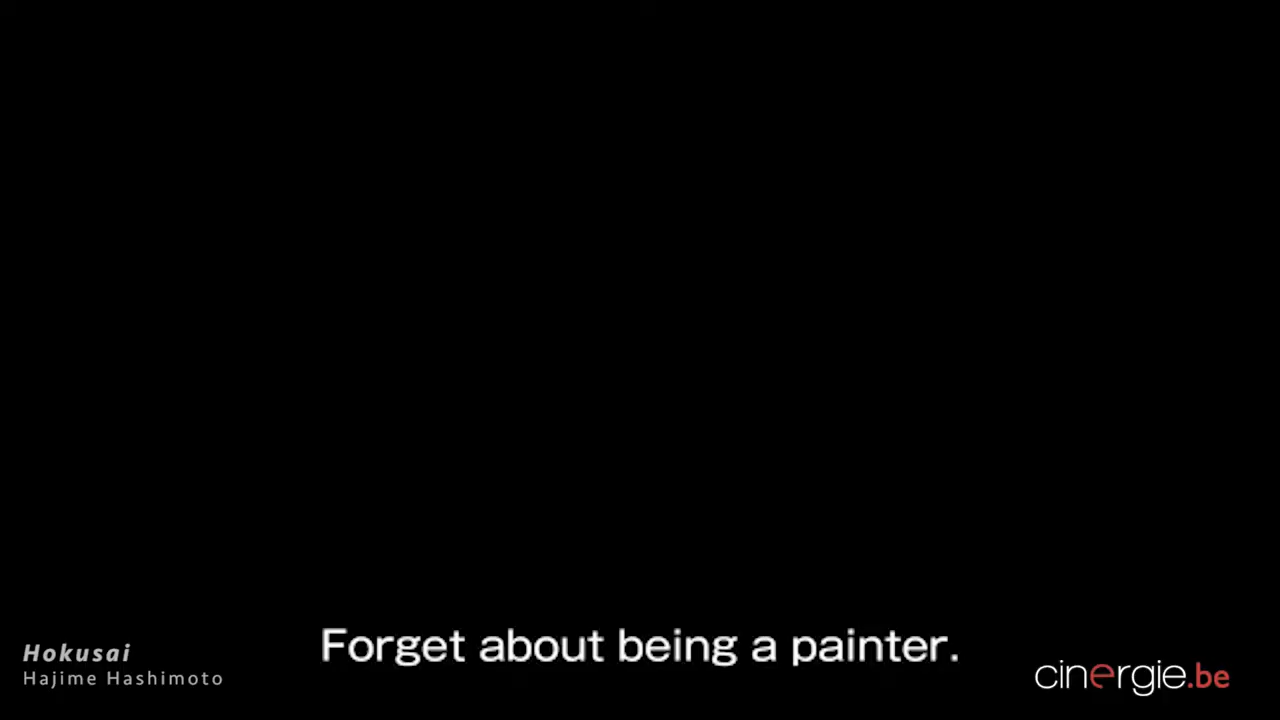 Forget about being a painter.
Hokusai
Hajime Hashimoto
cinergie.be